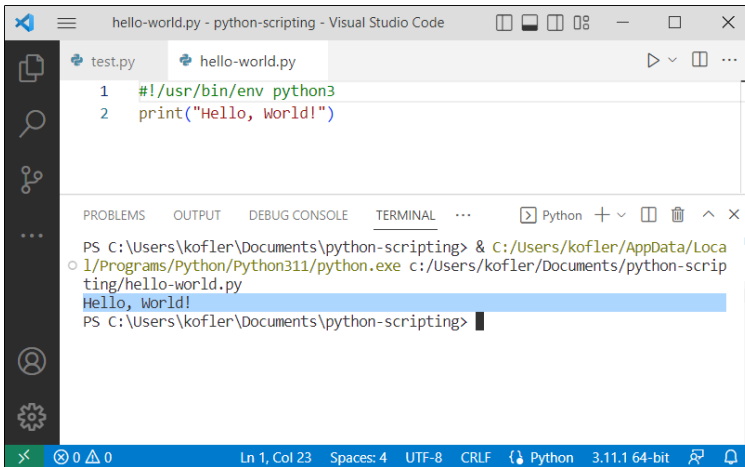 hello-world.py - python-scripting - Visual Studio Code
test.py hello-world.py
1 #!/usr/bin/env python3
2 print("Hello, World!")
PROBLEMS OUTPUT DEBUG CONSOLE TERMINAL ··· Python
PS C:\Users\kofler\Documents\python-scripting> & C:/Users/kofler/AppData/Loca
l/Programs/Python/Python311/python.exe c:/Users/kofler/Documents/python-scrip
ting/hello-world.py
Hello, World!
PS C:\Users\kofler\Documents\python-scripting>
0 0 Ln 1, Col 23 Spaces: 4 UTF-8 CRLF Python 3.11.1 64-bit